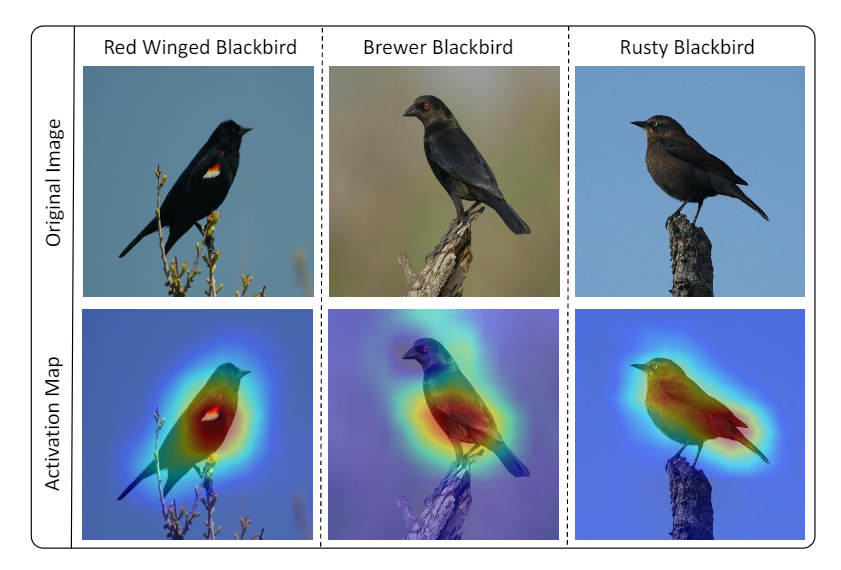 Red Winged Blackbird
Brewer Blackbird
Rusty Blackbird
Original Image
Activation Map